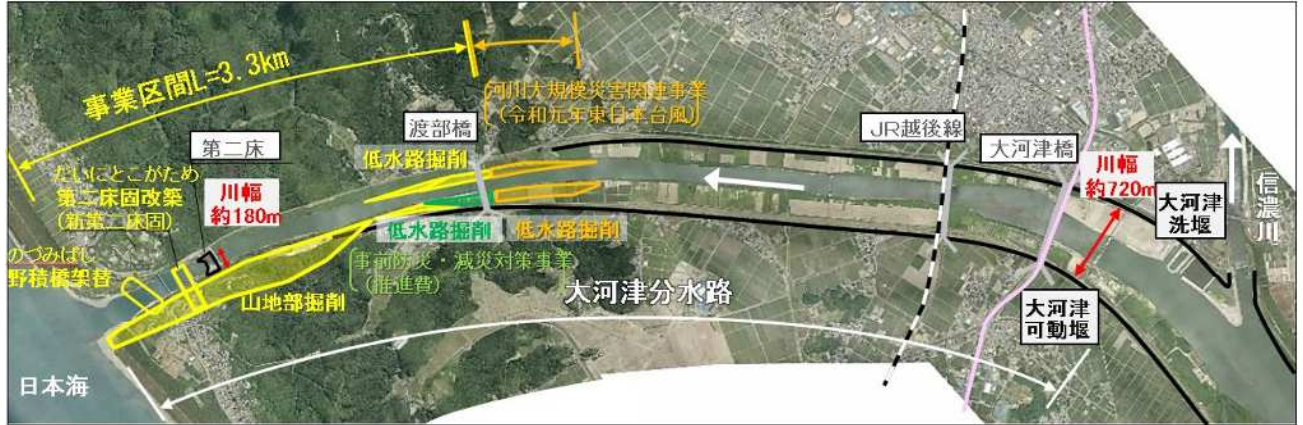 事業区間L=3.3km
河川大規模災害関連事業
(令和元年東日本台風)
渡部橋
第二床
低水路掘削
だいにとこがため
第二床固改築
(新第二床固)
川幅
約180m
のづみばし
野積橋架替
山地部掘削
低水路掘削
低水路掘削
事前防災・減災対策事業
(推進費)
大河津分水路
JR越後線
大河津橋
川幅
約720m
大河津
洗堰
信濃川
大河津
可動堰
日本海